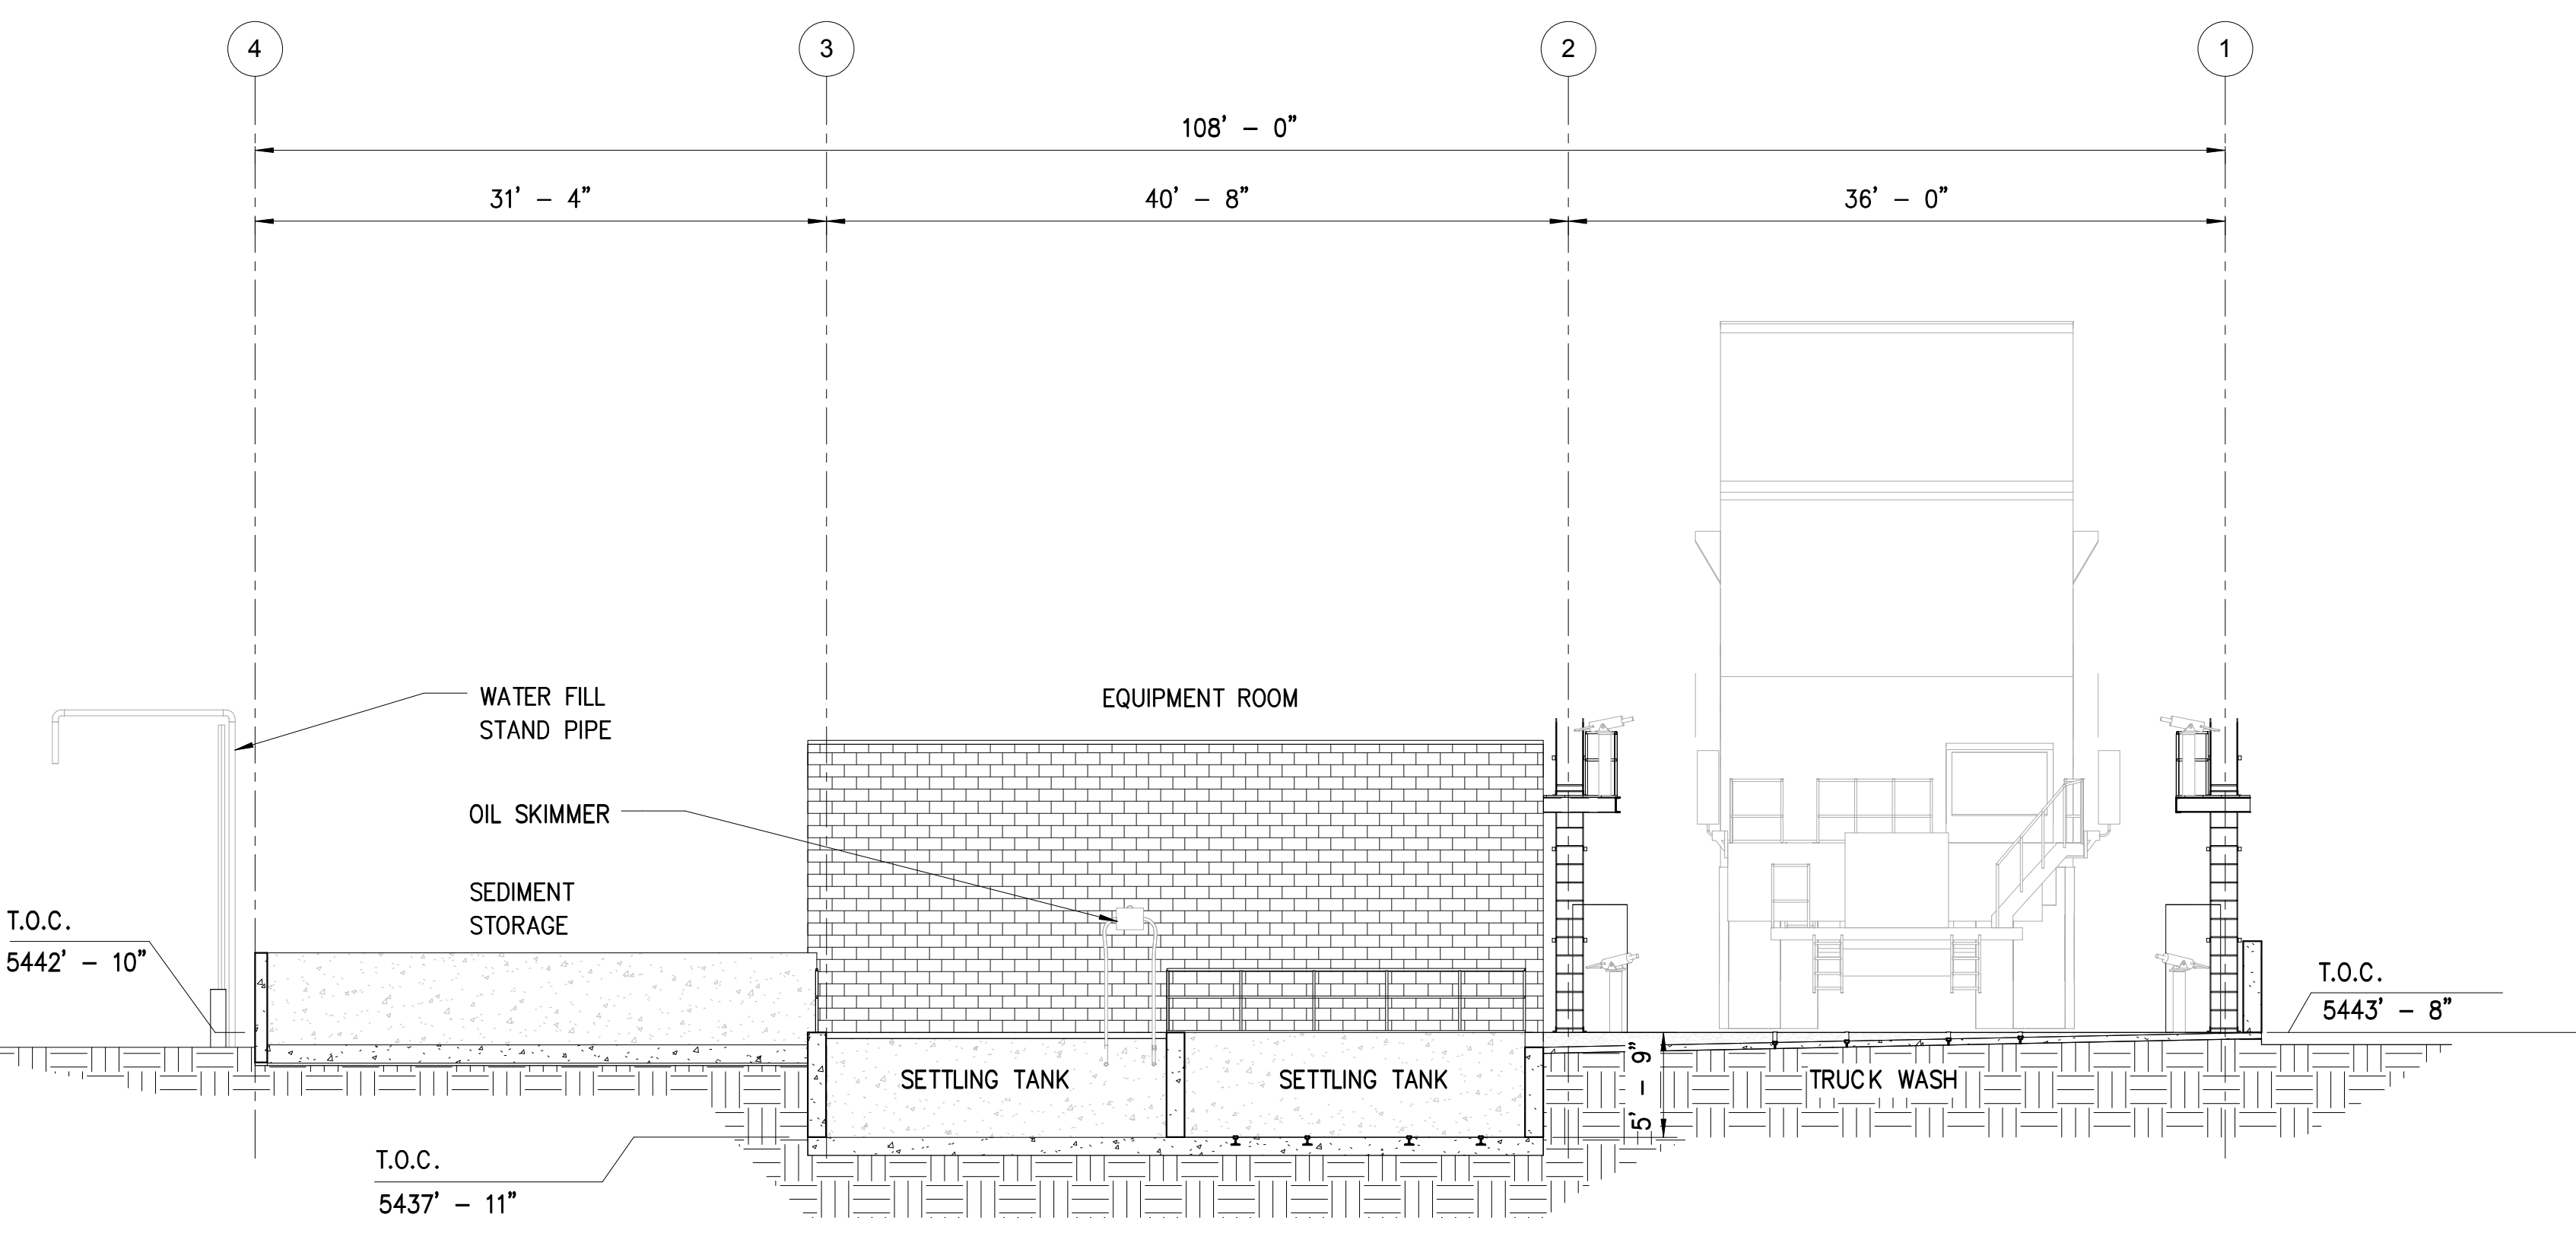 4 3 2 1
108' - 0"
31' - 4" 40' - 8" 36' - 0"
WATER FILL
STAND PIPE
EQUIPMENT ROOM
OIL SKIMMER
SEDIMENT
STORAGE
T.O.C.
5442' - 10"
T.O.C.
5443' - 8"
SETTLING TANK SETTLING TANK
5' - 9"
TRUCK WASH
T.O.C.
5437' - 11"